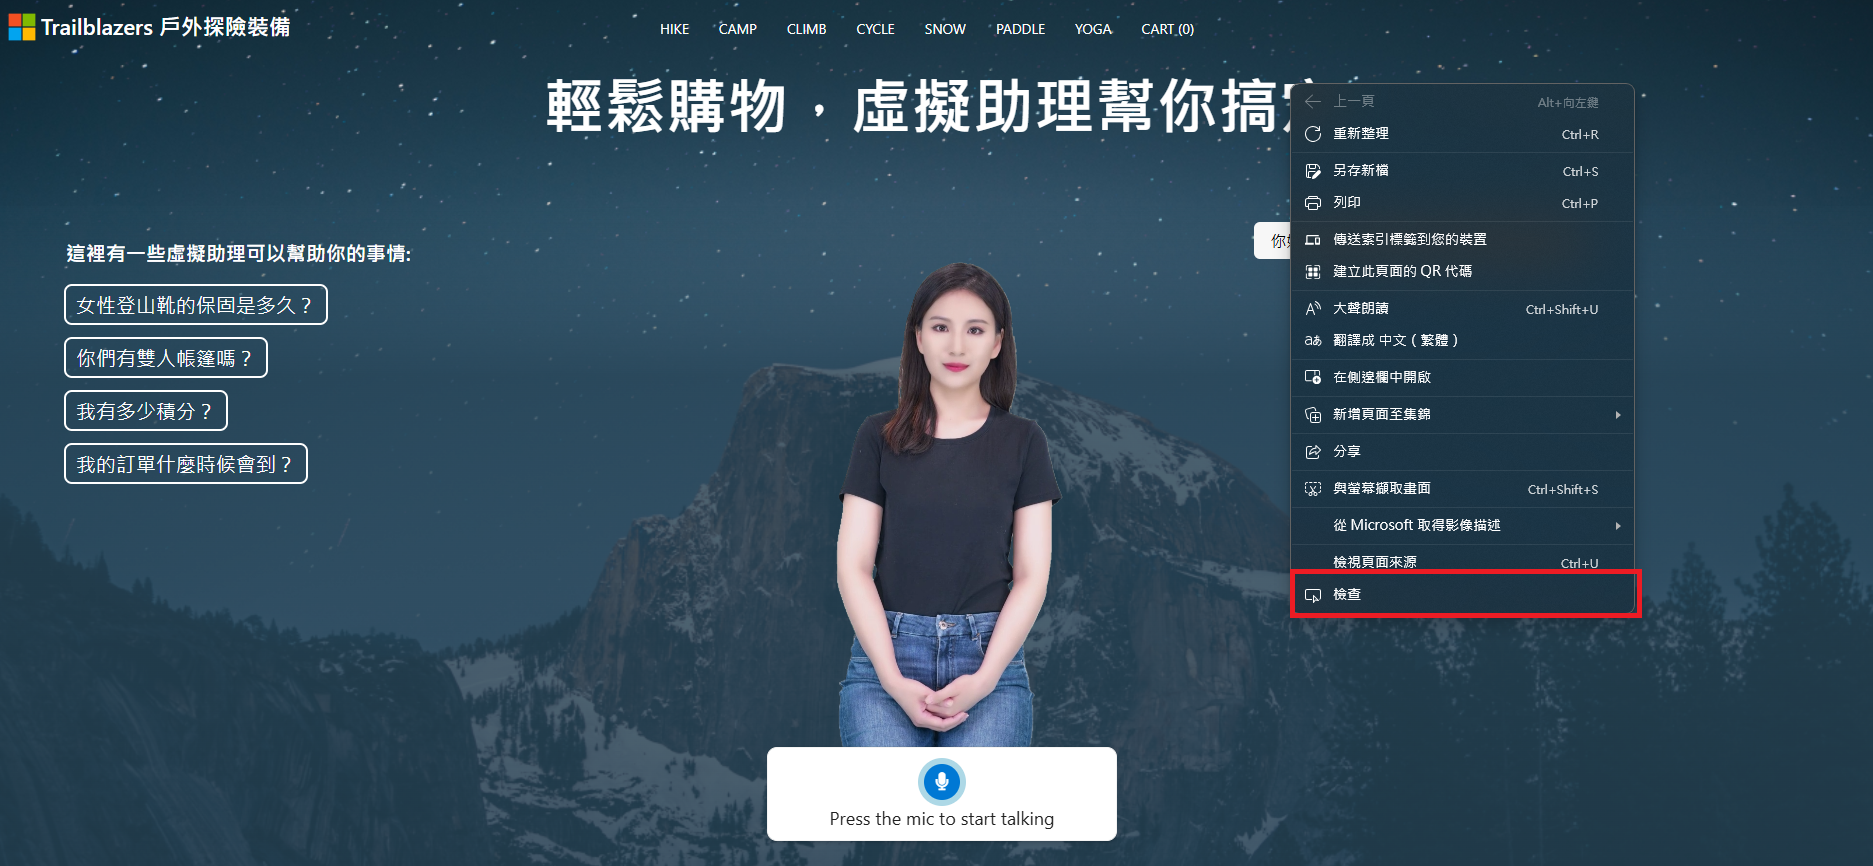 Trailblazers 戶外探險裝備
HIKE CAMP CLIMB CYCLE SNOW PADDLE YOGA CART (0)
輕鬆購物，虛擬助理幫你搞
這裡有一些虛擬助理可以幫助你的事情:
女性登山靴的保固是多久？
你們有雙人帳篷嗎？
我有多少積分？
我的訂單什麼時候會到？
你
上一頁 Alt+向左鍵
重新整理 Ctrl+R
另存新檔 Ctrl+S
列印 Ctrl+P
傳送索引標籤到您的裝置
建立此頁面的 QR 代碼
大聲朗讀 Ctrl+Shift+U
翻譯成 中文 ( 繁體 )
在側邊欄中開啟
新增頁面至集錦
分享
與螢幕擷取畫面 Ctrl+Shift+S
從 Microsoft 取得影像描述
檢視頁面來源 Ctrl+U
檢查
Press the mic to start talking